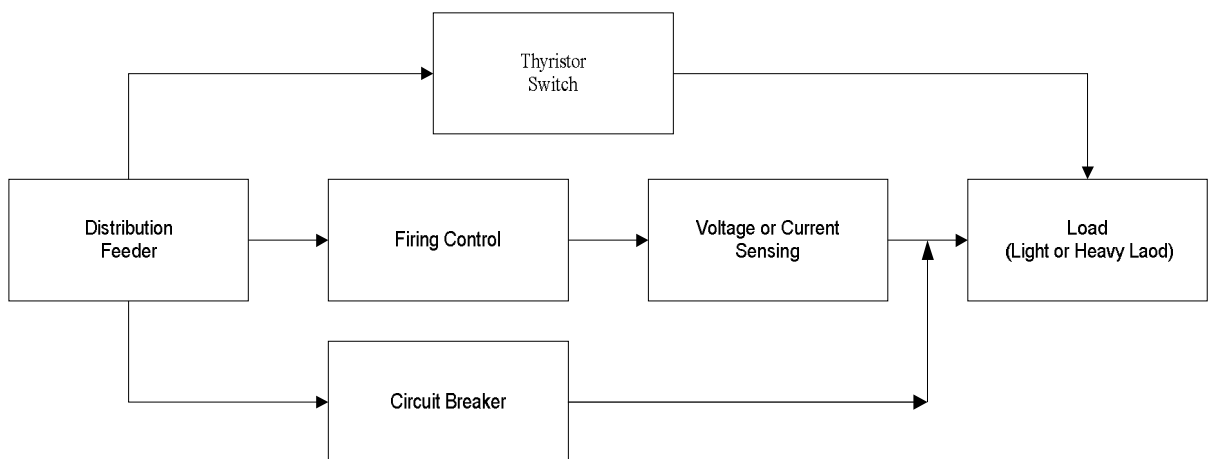 Thyristor
Switch
Distribution
Feeder
Firing Control
Voltage or Current
Sensing
Load
(Light or Heavy Laod)
Circuit Breaker